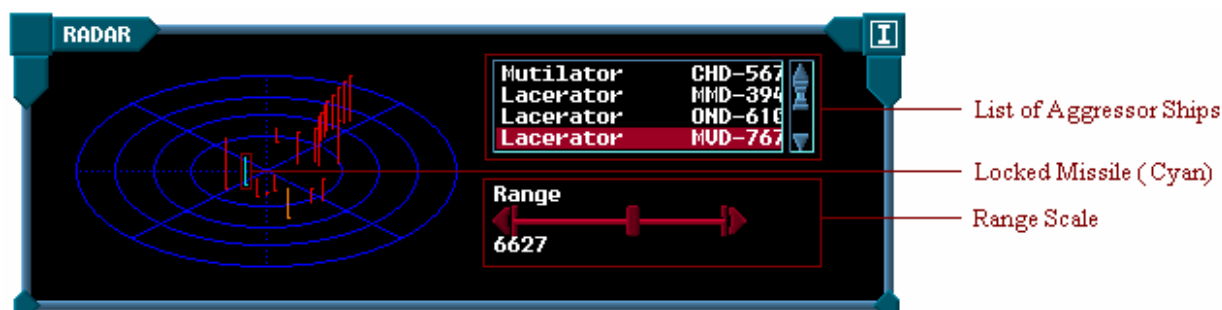 RADAR
I
Mutilator CHD-567
Lacerator MMD-394
Lacerator OND-610
Lacerator MVD-767
Range
6627
List of Aggressor Ships
Locked Missile (Cyan)
Range Scale